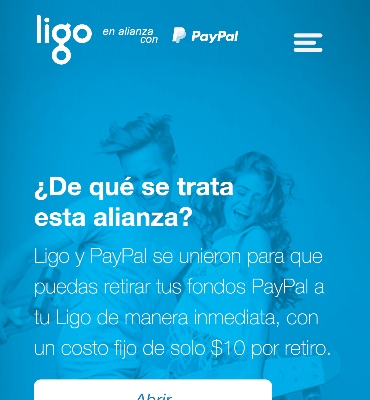 ligo en alianza con PayPal
¿De qué se trata
esta alianza?
Ligo y PayPal se unieron para que
puedas retirar tus fondos PayPal a
tu Ligo de manera inmediata, con
un costo fijo de solo $10 por retiro.
Abrir